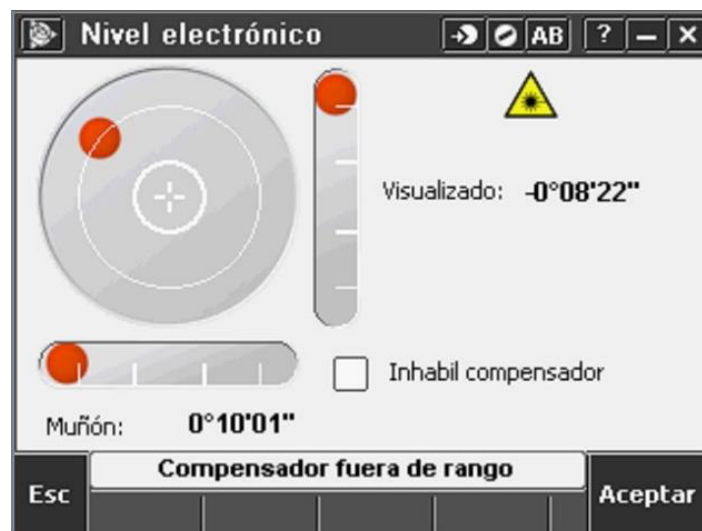 Nivel electrónico
AB ?
Visualizado: -0°08'22"
Inhabil compensador
Muñón: 0°10'01"
Compensador fuera de rango
Esc
Aceptar